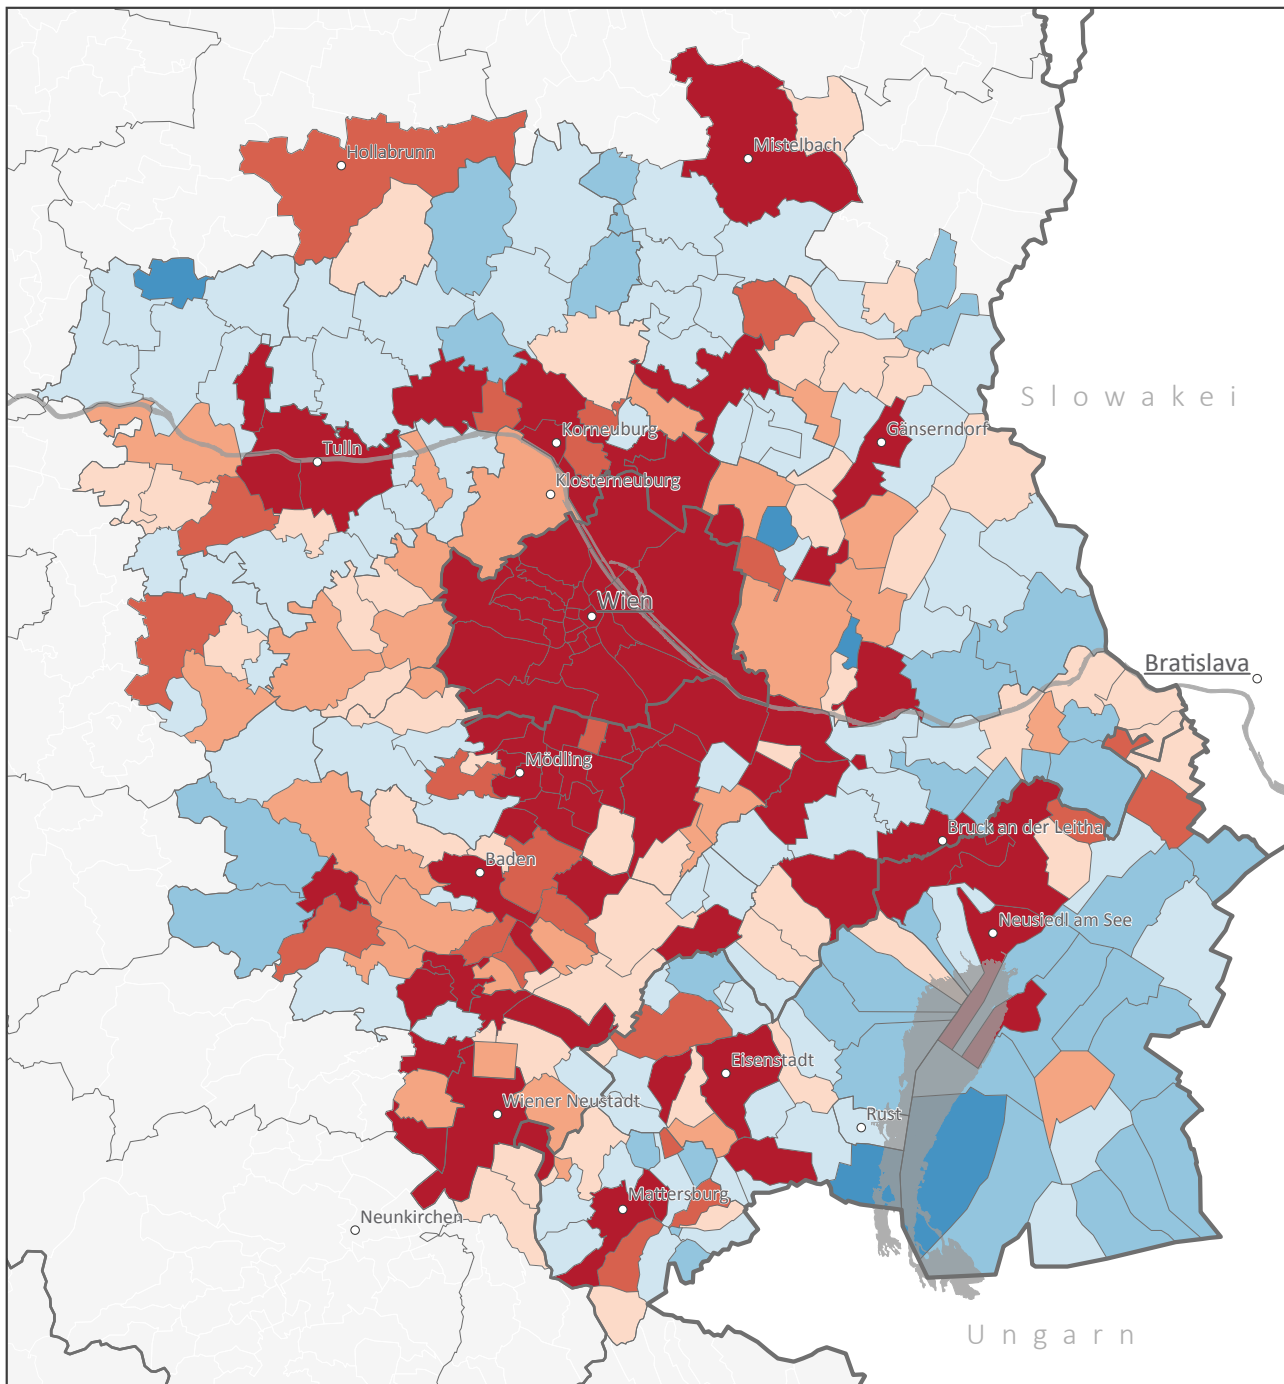 Mistelbach
Hollabrunn
Slowakei
Korneuburg
Gänserndorf
Tulln
Klosterneuburg
Wien
Bratislava
Mödling
Bruck an der Leitha
Baden
Neusiedl am See
Eisenstadt
Wiener Neustadt
Rust
Mattersburg
Neunkirchen
Ungarn